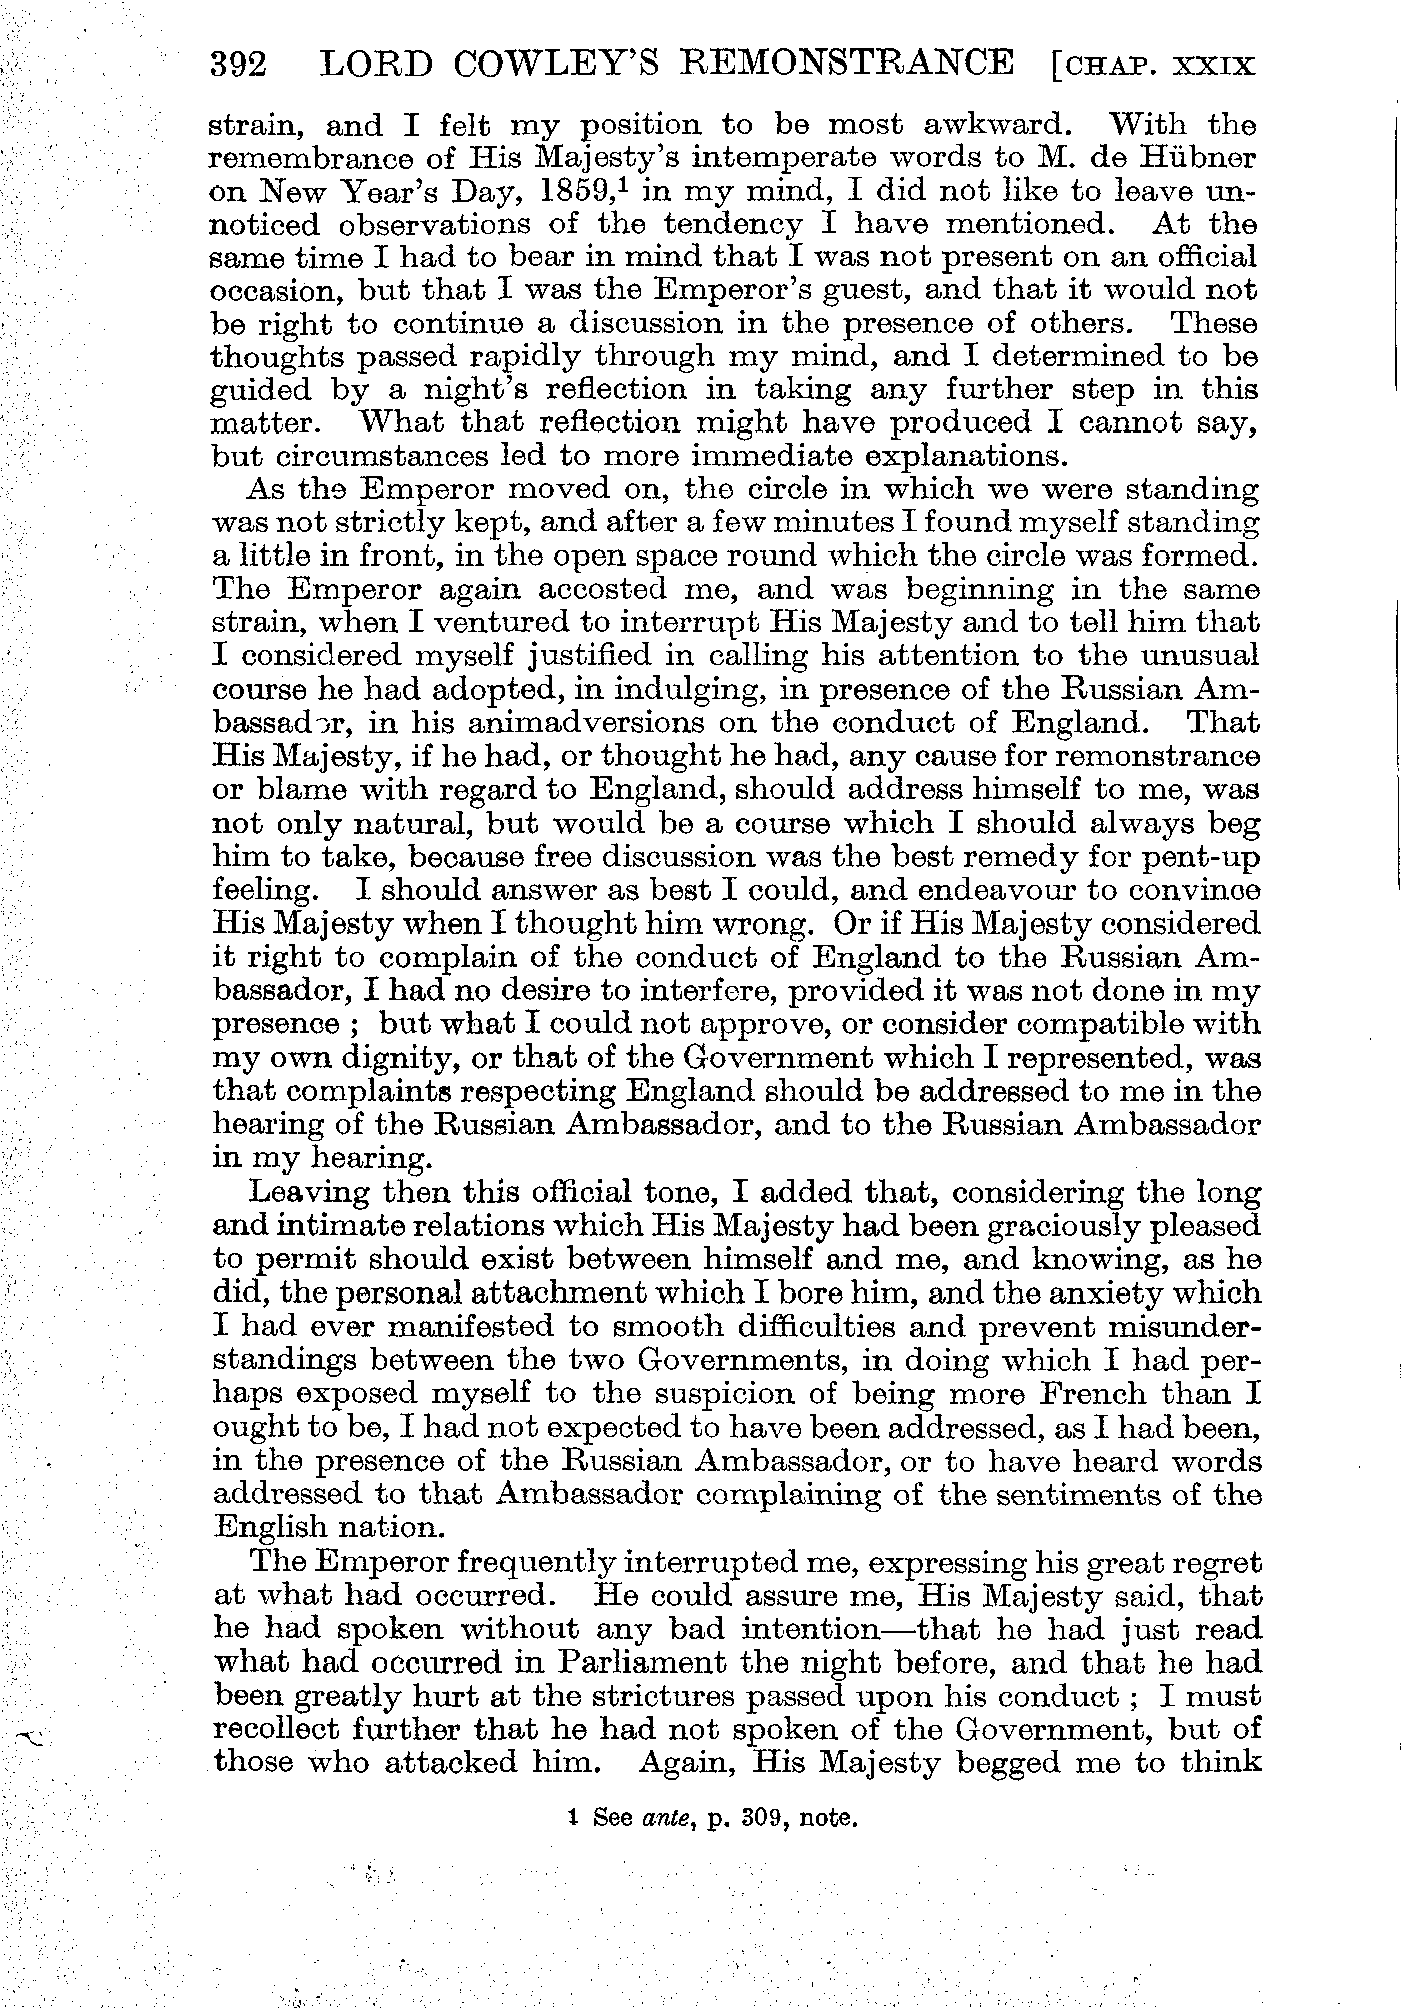 392 LORD COWLEY'S REMONSTRANCE [CHAP. XXIX
strain, and I felt my position to be most awkward. With the
remembrance of His Majesty's intemperate words to M. de Hübner
on New Year's Day, 1859,¹ in my mind, I did not like to leave un-
noticed observations of the tendency I have mentioned. At the
same time I had to bear in mind that I was not present on an official
occasion, but that I was the Emperor's guest, and that it would not
be right to continue a discussion in the presence of others. These
thoughts passed rapidly through my mind, and I determined to be
guided by a night's reflection in taking any further step in this
matter. What that reflection might have produced I cannot say,
but circumstances led to more immediate explanations.
As the Emperor moved on, the circle in which we were standing
was not strictly kept, and after a few minutes I found myself standing
a little in front, in the open space round which the circle was formed.
The Emperor again accosted me, and was beginning in the same
strain, when I ventured to interrupt His Majesty and to tell him that
I considered myself justified in calling his attention to the unusual
course he had adopted, in indulging, in presence of the Russian Am-
bassador, in his animadversions on the conduct of England. That
His Majesty, if he had, or thought he had, any cause for remonstrance
or blame with regard to England, should address himself to me, was
not only natural, but would be a course which I should always beg
him to take, because free discussion was the best remedy for pent-up
feeling. I should answer as best I could, and endeavour to convince
His Majesty when I thought him wrong. Or if His Majesty considered
it right to complain of the conduct of England to the Russian Am-
bassador, I had no desire to interfere, provided it was not done in my
presence ; but what I could not approve, or consider compatible with
my own dignity, or that of the Government which I represented, was
that complaints respecting England should be addressed to me in the
hearing of the Russian Ambassador, and to the Russian Ambassador
in my hearing.
Leaving then this official tone, I added that, considering the long
and intimate relations which His Majesty had been graciously pleased
to permit should exist between himself and me, and knowing, as he
did, the personal attachment which I bore him, and the anxiety which
I had ever manifested to smooth difficulties and prevent misunder-
standings between the two Governments, in doing which I had per-
haps exposed myself to the suspicion of being more French than I
ought to be, I had not expected to have been addressed, as I had been,
in the presence of the Russian Ambassador, or to have heard words
addressed to that Ambassador complaining of the sentiments of the
English nation.
The Emperor frequently interrupted me, expressing his great regret
at what had occurred. He could assure me, His Majesty said, that
he had spoken without any bad intention—that he had just read
what had occurred in Parliament the night before, and that he had
been greatly hurt at the strictures passed upon his conduct ; I must
recollect further that he had not spoken of the Government, but of
those who attacked him. Again, His Majesty begged me to think
1 See ante, p. 309, note.